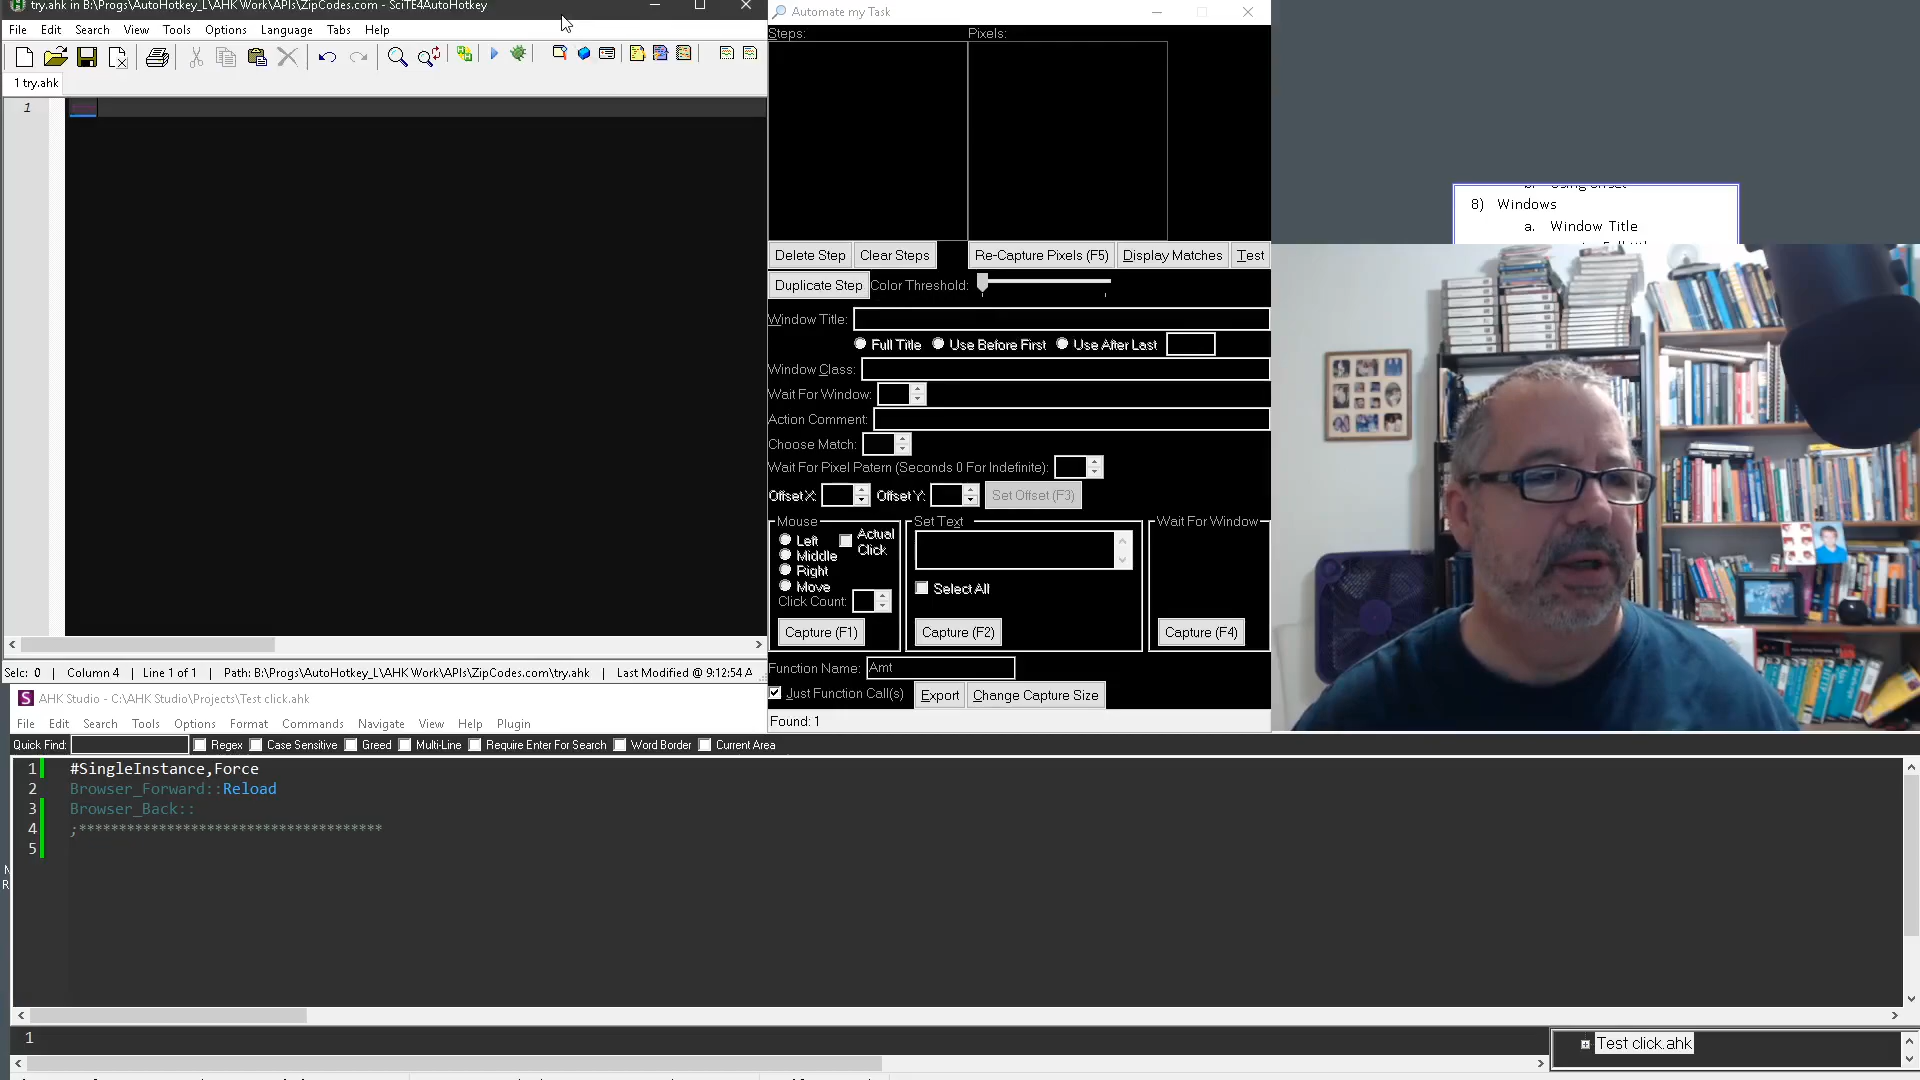 try.ahk in B:\Progs\AutoHotkey_L\AHK Work\APIs\ZipCodes.com - SciTE4AutoHotkey
File Edit Search View Tools Options Language Tabs Help
1 try.ahk
1
Selc: 0 | Column 4 | Line 1 of 1 | Path: B:\Progs\AutoHotkey_L\AHK Work\APIs\ZipCodes.com\try.ahk | Last Modified @ 9:12:54 A
Automate my Task
Steps: Pixels:
Delete Step Clear Steps Re-Capture Pixels (F5) Display Matches Test
Duplicate Step Color Threshold:
Window Title:
Full Title Use Before First Use After Last
Window Class:
Wait For Window:
Action Comment:
Choose Match:
Wait For Pixel Patern (Seconds 0 For Indefinite):
Offset X: Offset Y: Set Offset (F3)
Mouse Set Text Wait For Window
Left Actual
Click
Middle
Right
Move
Click Count:
Select All
Capture (F1) Capture (F2) Capture (F4)
Function Name: Amt
Just Function Call(s) Export Change Capture Size
Found: 1
b. Using offset
8) Windows
a. Window Title
S AHK Studio - C:\AHK Studio\Projects\Test click.ahk
File Edit Search Tools Options Format Commands Navigate View Help Plugin
Quick Find: Regex Case Sensitive Greed Multi-Line Require Enter For Search Word Border Current Area
1 #SingleInstance,Force
2 Browser_Forward::Reload
3 Browser_Back::
4 ;**************************************
5
1
Test click.ahk